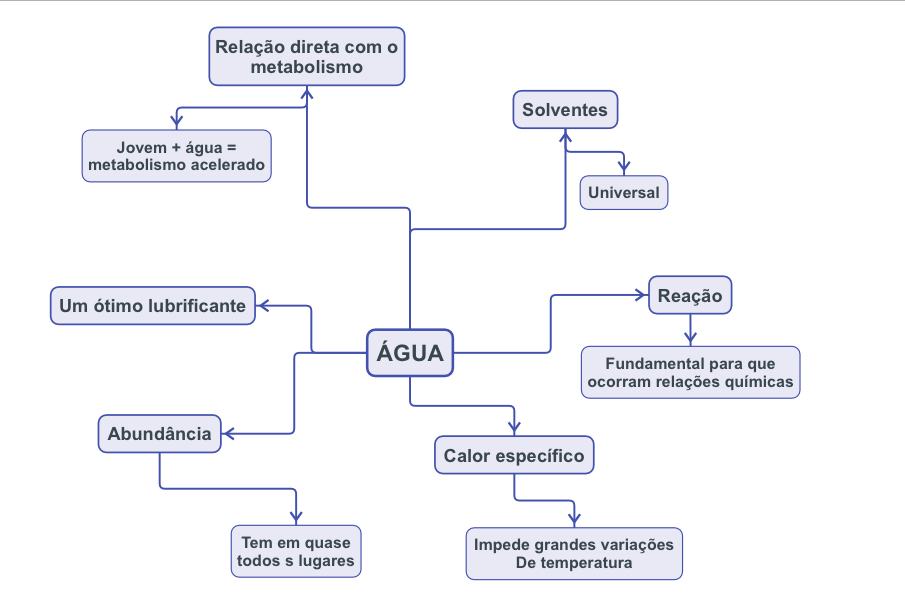 Relação direta com o
metabolismo
Solventes
Jovem + água =
metabolismo acelerado
Universal
Um ótimo lubrificante
Reação
ÁGUA
Fundamental para que
ocorram relações químicas
Abundância
Calor específico
Tem em quase
todos s lugares
Impede grandes variações
De temperatura